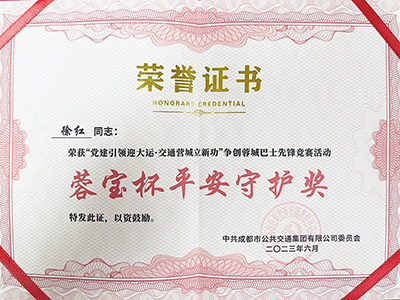 荣誉证书
HONORARY CREDENTIAL
徐红 同志：
荣获“党建引领迎大运·交通营城立新功”争创蓉城巴士先锋竞赛活动
蓉宝杯平安守护奖
特发此证，以资鼓励。
中共成都市公共交通集团有限公司委员会
二〇二三年六月